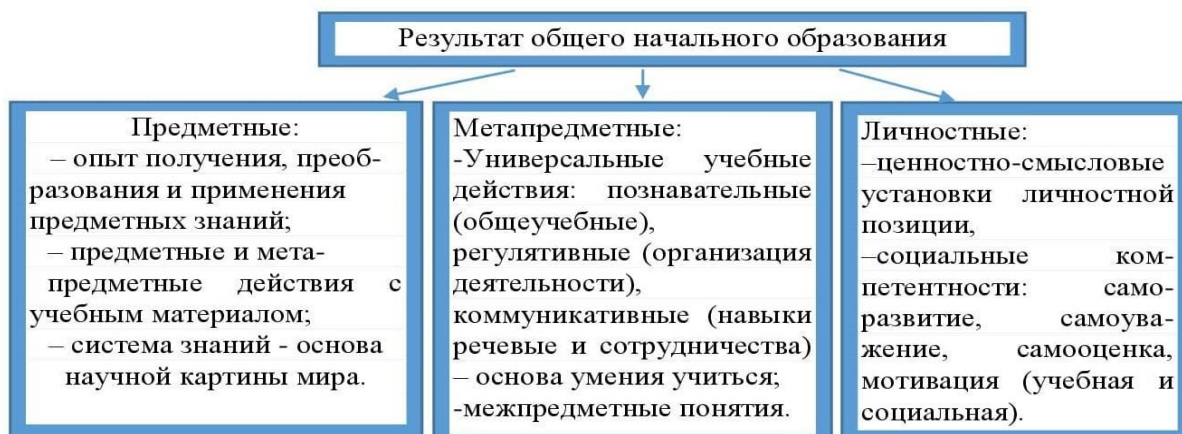 Результат общего начального образования
Предметные:
– опыт получения, преоб-
разования и применения
предметных знаний;
– предметные и мета-
предметные действия с
учебным материалом;
– система знаний - основа
научной картины мира.
Метапредметные:
-Универсальные учебные
действия: познавательные
(общеучебные),
регулятивные (организация
деятельности),
коммуникативные (навыки
речевые и сотрудничества)
– основа умения учиться;
-межпредметные понятия.
Личностные:
–ценностно-смысловые
установки личностной
позиции,
–социальные ком-
петентности: само-
развитие, самоува-
жение, самооценка,
мотивация (учебная и
социальная).